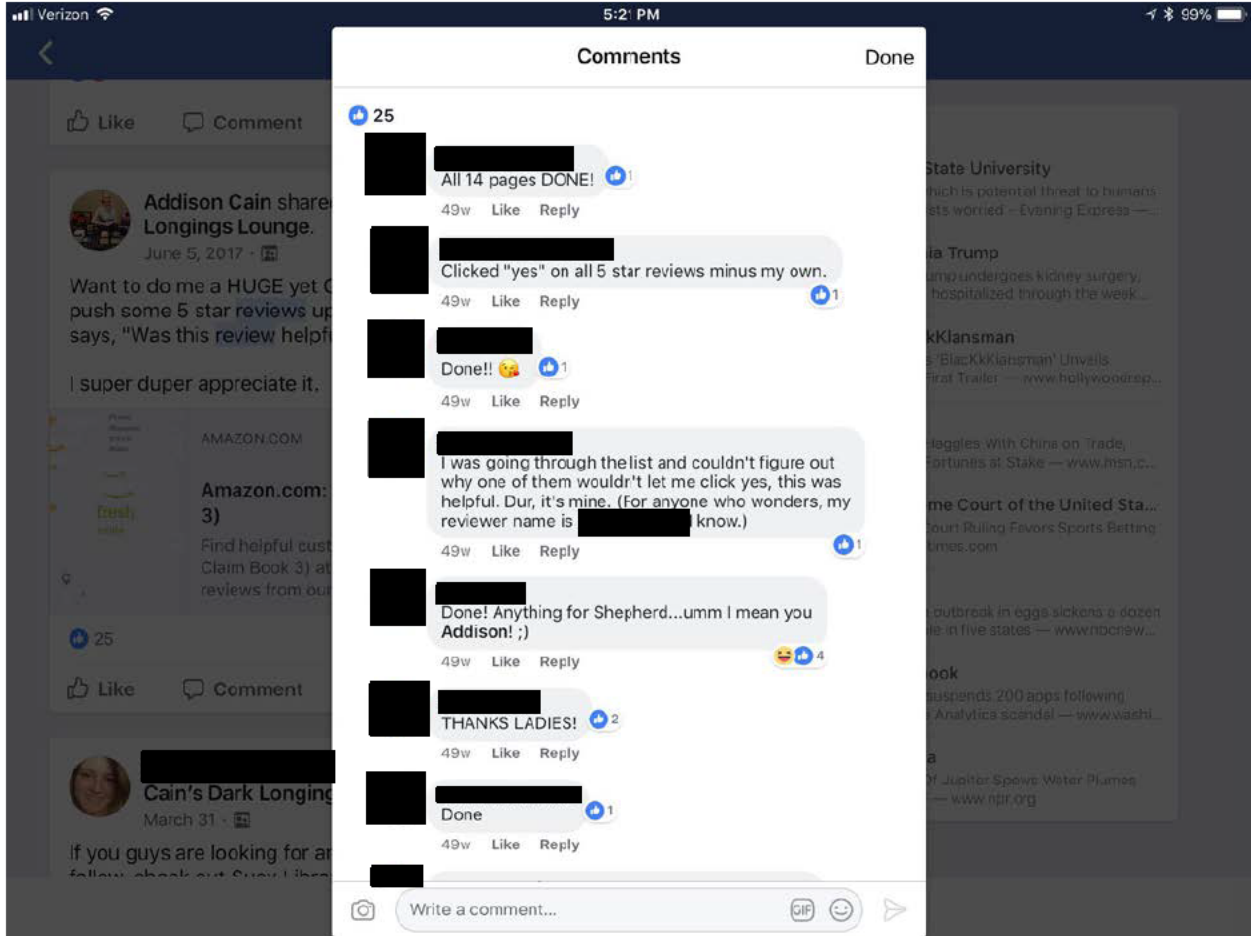 Verizon
5:21 PM
99%
Comments
Done
25
All 14 pages DONE!
1
49w Like Reply
Clicked "yes" on all 5 star reviews minus my own.
1
49w Like Reply
Done!! 😘
1
49w Like Reply
I was going through the list and couldn't figure out
why one of them wouldn't let me click yes, this was
helpful. Dur, it's mine. (For anyone who wonders, my
reviewer name is
know.)
1
49w Like Reply
Done! Anything for Shepherd...umm I mean you
Addison! ;)
4
49w Like Reply
THANKS LADIES!
2
49w Like Reply
Done
1
49w Like Reply
Write a comment...
GIF
Like Comment
Addison Cain share
Longings Lounge.
June 5, 2017
Want to do me a HUGE yet
push some 5 star reviews up
says, "Was this review helpf
I super duper appreciate it.
AMAZON.COM
Amazon.com:
3)
Find helpful cust
Claim Book 3) at
reviews from our
25
Like Comment
Cain's Dark Longing
March 31
If you guys are looking for an
State University
which is potential threat to humans
sts worried - Evening Express —...
ia Trump
ump undergoes kidney surgery,
hospitalized through the week...
kKlansman
s 'BlacKkKlansman' Unveils
First Trailer — www.hollywoodrep...
Haggles With China on Trade,
Fortunes at Stake — www.msn.c...
me Court of the United Sta...
Court Ruling Favors Sports Betting
times.com
outbreak in eggs sickens a dozen
le in five states — www.nbcnew...
ook
suspends 200 apps following
Analytica scandal — www.washi...
a
Of Jupiter Spews Water Plumes
— www.npr.org